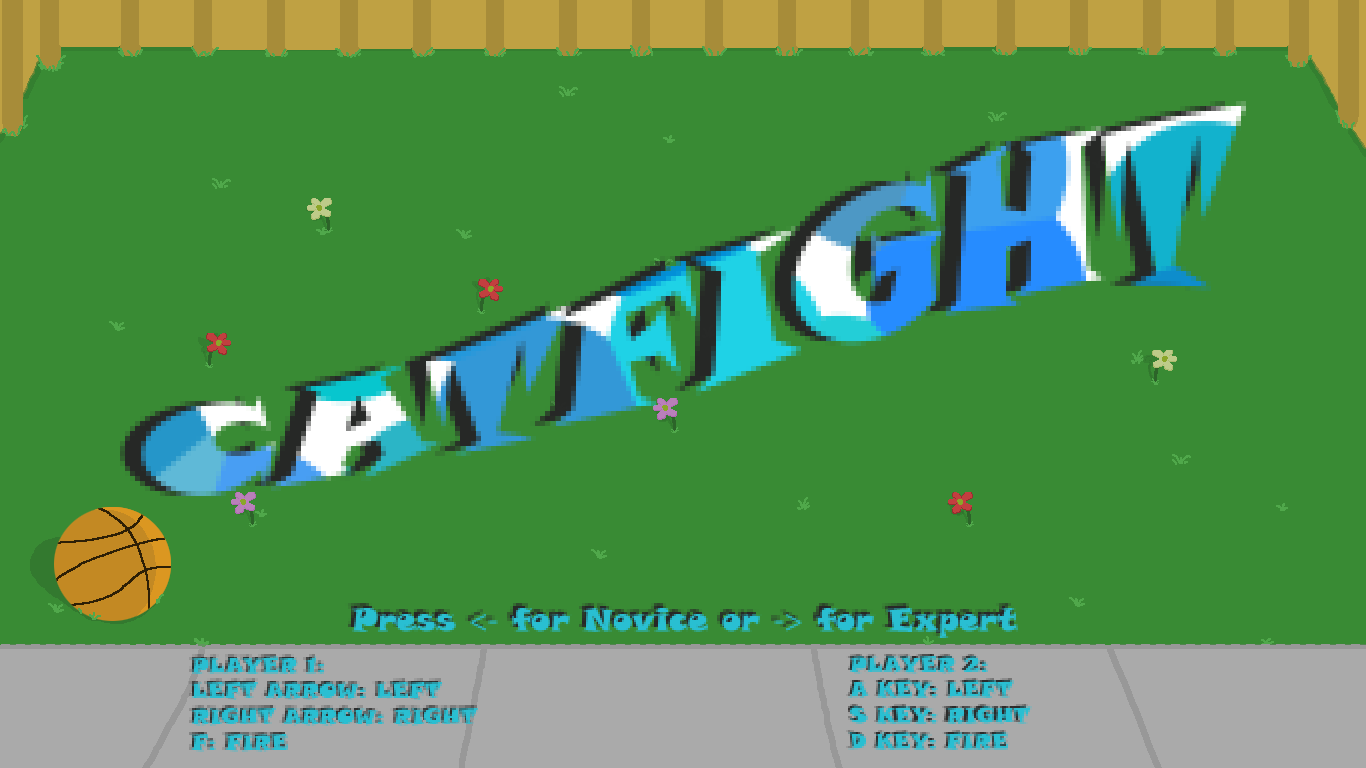 CATFIGHT
Press <- for Novice or -> for Expert
PLAYER 1:
LEFT ARROW: LEFT
RIGHT ARROW: RIGHT
F: FIRE
PLAYER 2:
A KEY: LEFT
S KEY: RIGHT
D KEY: FIRE